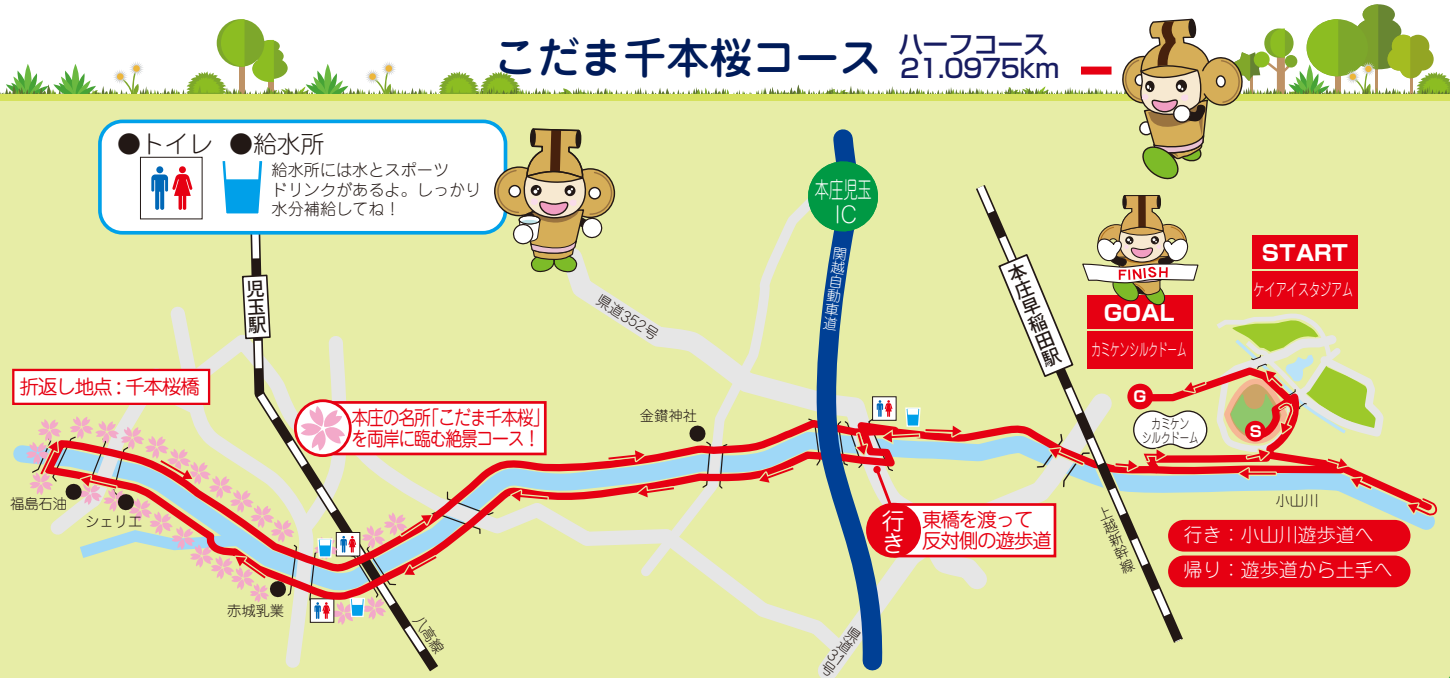 こだま千本桜コース
ハーフコース
21.0975km
●トイレ ●給水所
給水所には水とスポーツ
ドリンクがあるよ。しっかり
水分補給してね！
本庄児玉
IC
関越自動車道
児玉駅
県道352号
本庄早稲田駅
FINISH
GOAL
カミケンシルクドーム
START
ケイアイスタジアム
折返し地点：千本桜橋
本庄の名所「こだま千本桜」
を両岸に臨む絶景コース！
金鑚神社
G
カミケン
シルクドーム
S
福島石油
シェリエ
小山川
行き
東橋を渡って
反対側の遊歩道
上越新幹線
行き：小山川遊歩道へ
帰り：遊歩道から土手へ
赤城乳業
八高線
県道31号